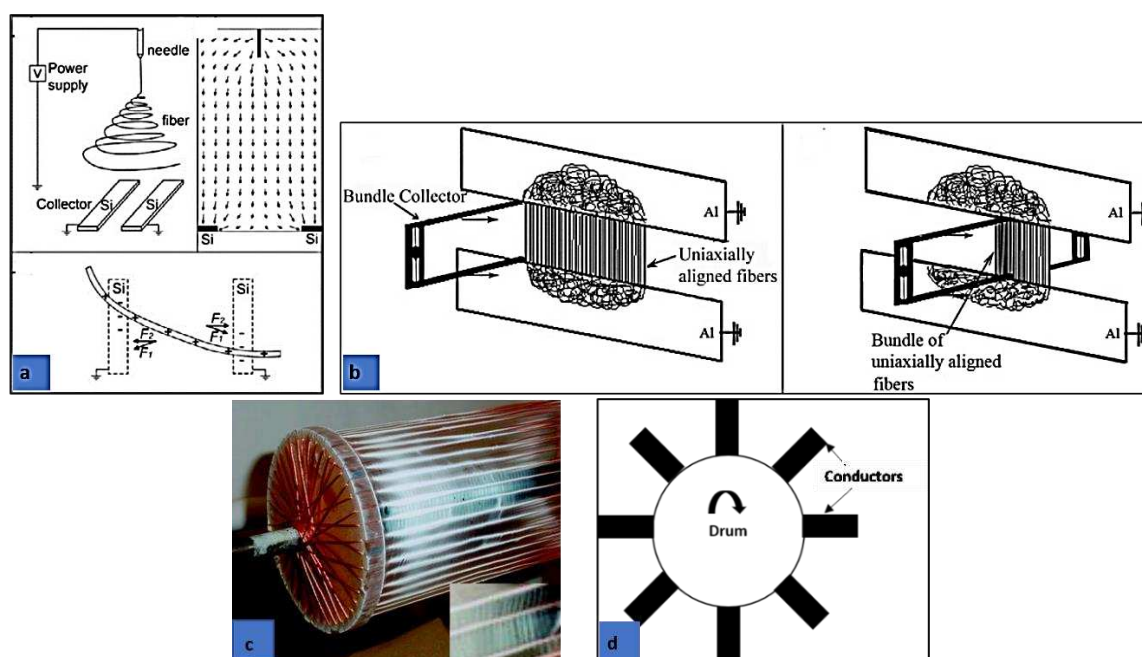 needle
V
Power
supply
fiber
Collector
Si
Si
Si
Si
Si
Si
F₂
F₁
F₂
F₁
a
Bundle Collector
Al
Uniaxially
aligned fibers
Al
b
Al
Al
Bundle of
uniaxially aligned
fibers
c
Conductors
Drum
d